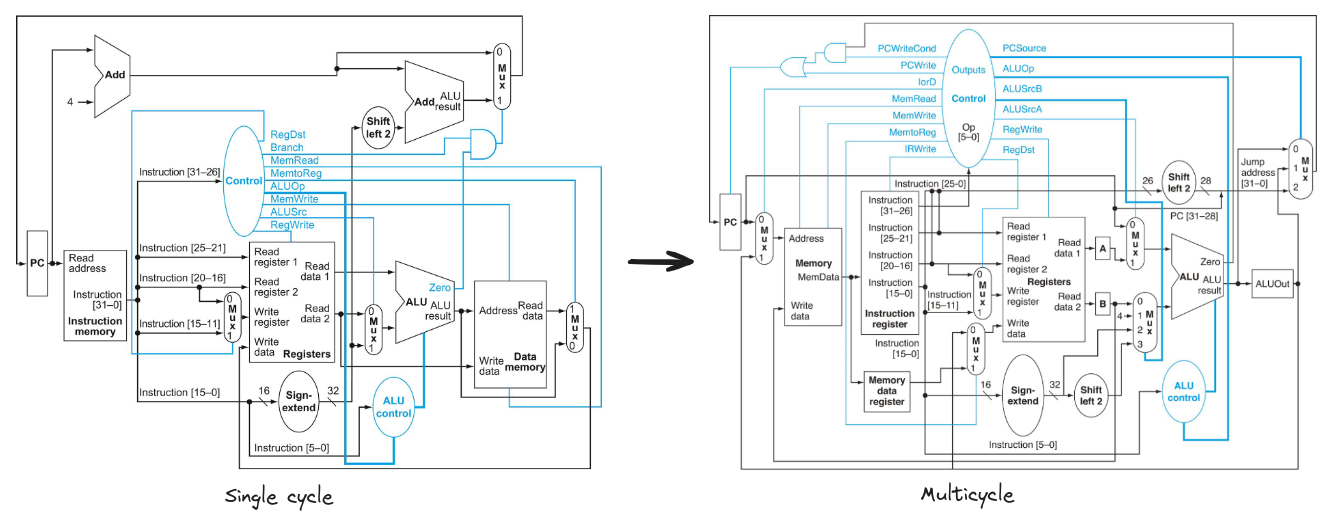 Add
4
Add ALU
result
0
M
u
x
1
Shift
left 2
RegDst
Branch
MemRead
MemtoReg
ALUOp
MemWrite
ALUSrc
RegWrite
Control
Instruction [31–26]
Instruction [25–21]
Instruction [20–16]
Instruction [15–11]
Instruction [15–0]
Instruction [5–0]
PC
Read
address
Instruction
[31–0]
Instruction
memory
0
M
u
x
1
Read
register 1
Read
register 2
Write
register
Write
data
Read
data 1
Read
data 2
Registers
0
M
u
x
1
Zero
ALU
ALU
result
Address
Read
data
Write
data
Data
memory
1
M
u
x
0
16
Sign-
extend
32
ALU
control
Single cycle
PCWriteCond
PCWrite
IorD
MemRead
MemWrite
MemtoReg
IRWrite
Outputs
Control
Op
[5–0]
PCSource
ALUOp
ALUSrcB
ALUSrcA
RegWrite
RegDst
PC
0
M
u
x
1
Address
Memory
MemData
Write
data
Instruction [25-0]
Instruction
[31–26]
Instruction
[25–21]
Instruction
[20–16]
Instruction
[15–0]
Instruction
register
Instruction
[15–0]
Instruction
[15–11]
Memory
data
register
0
M
u
x
1
0
M
u
x
1
Read
register 1
Read
register 2
Write
register
Write
data
Read
data 1
Registers
Read
data 2
A
B
0
M
u
x
1
4
0
1
M
u
x
2
3
26
Shift
left 2
28
Jump
address
[31–0]
PC [31–28]
0
1
2
M
u
x
Zero
ALU
ALU
result
ALUOut
16
Sign-
extend
32
Shift
left 2
ALU
control
Instruction [5–0]
Multicycle